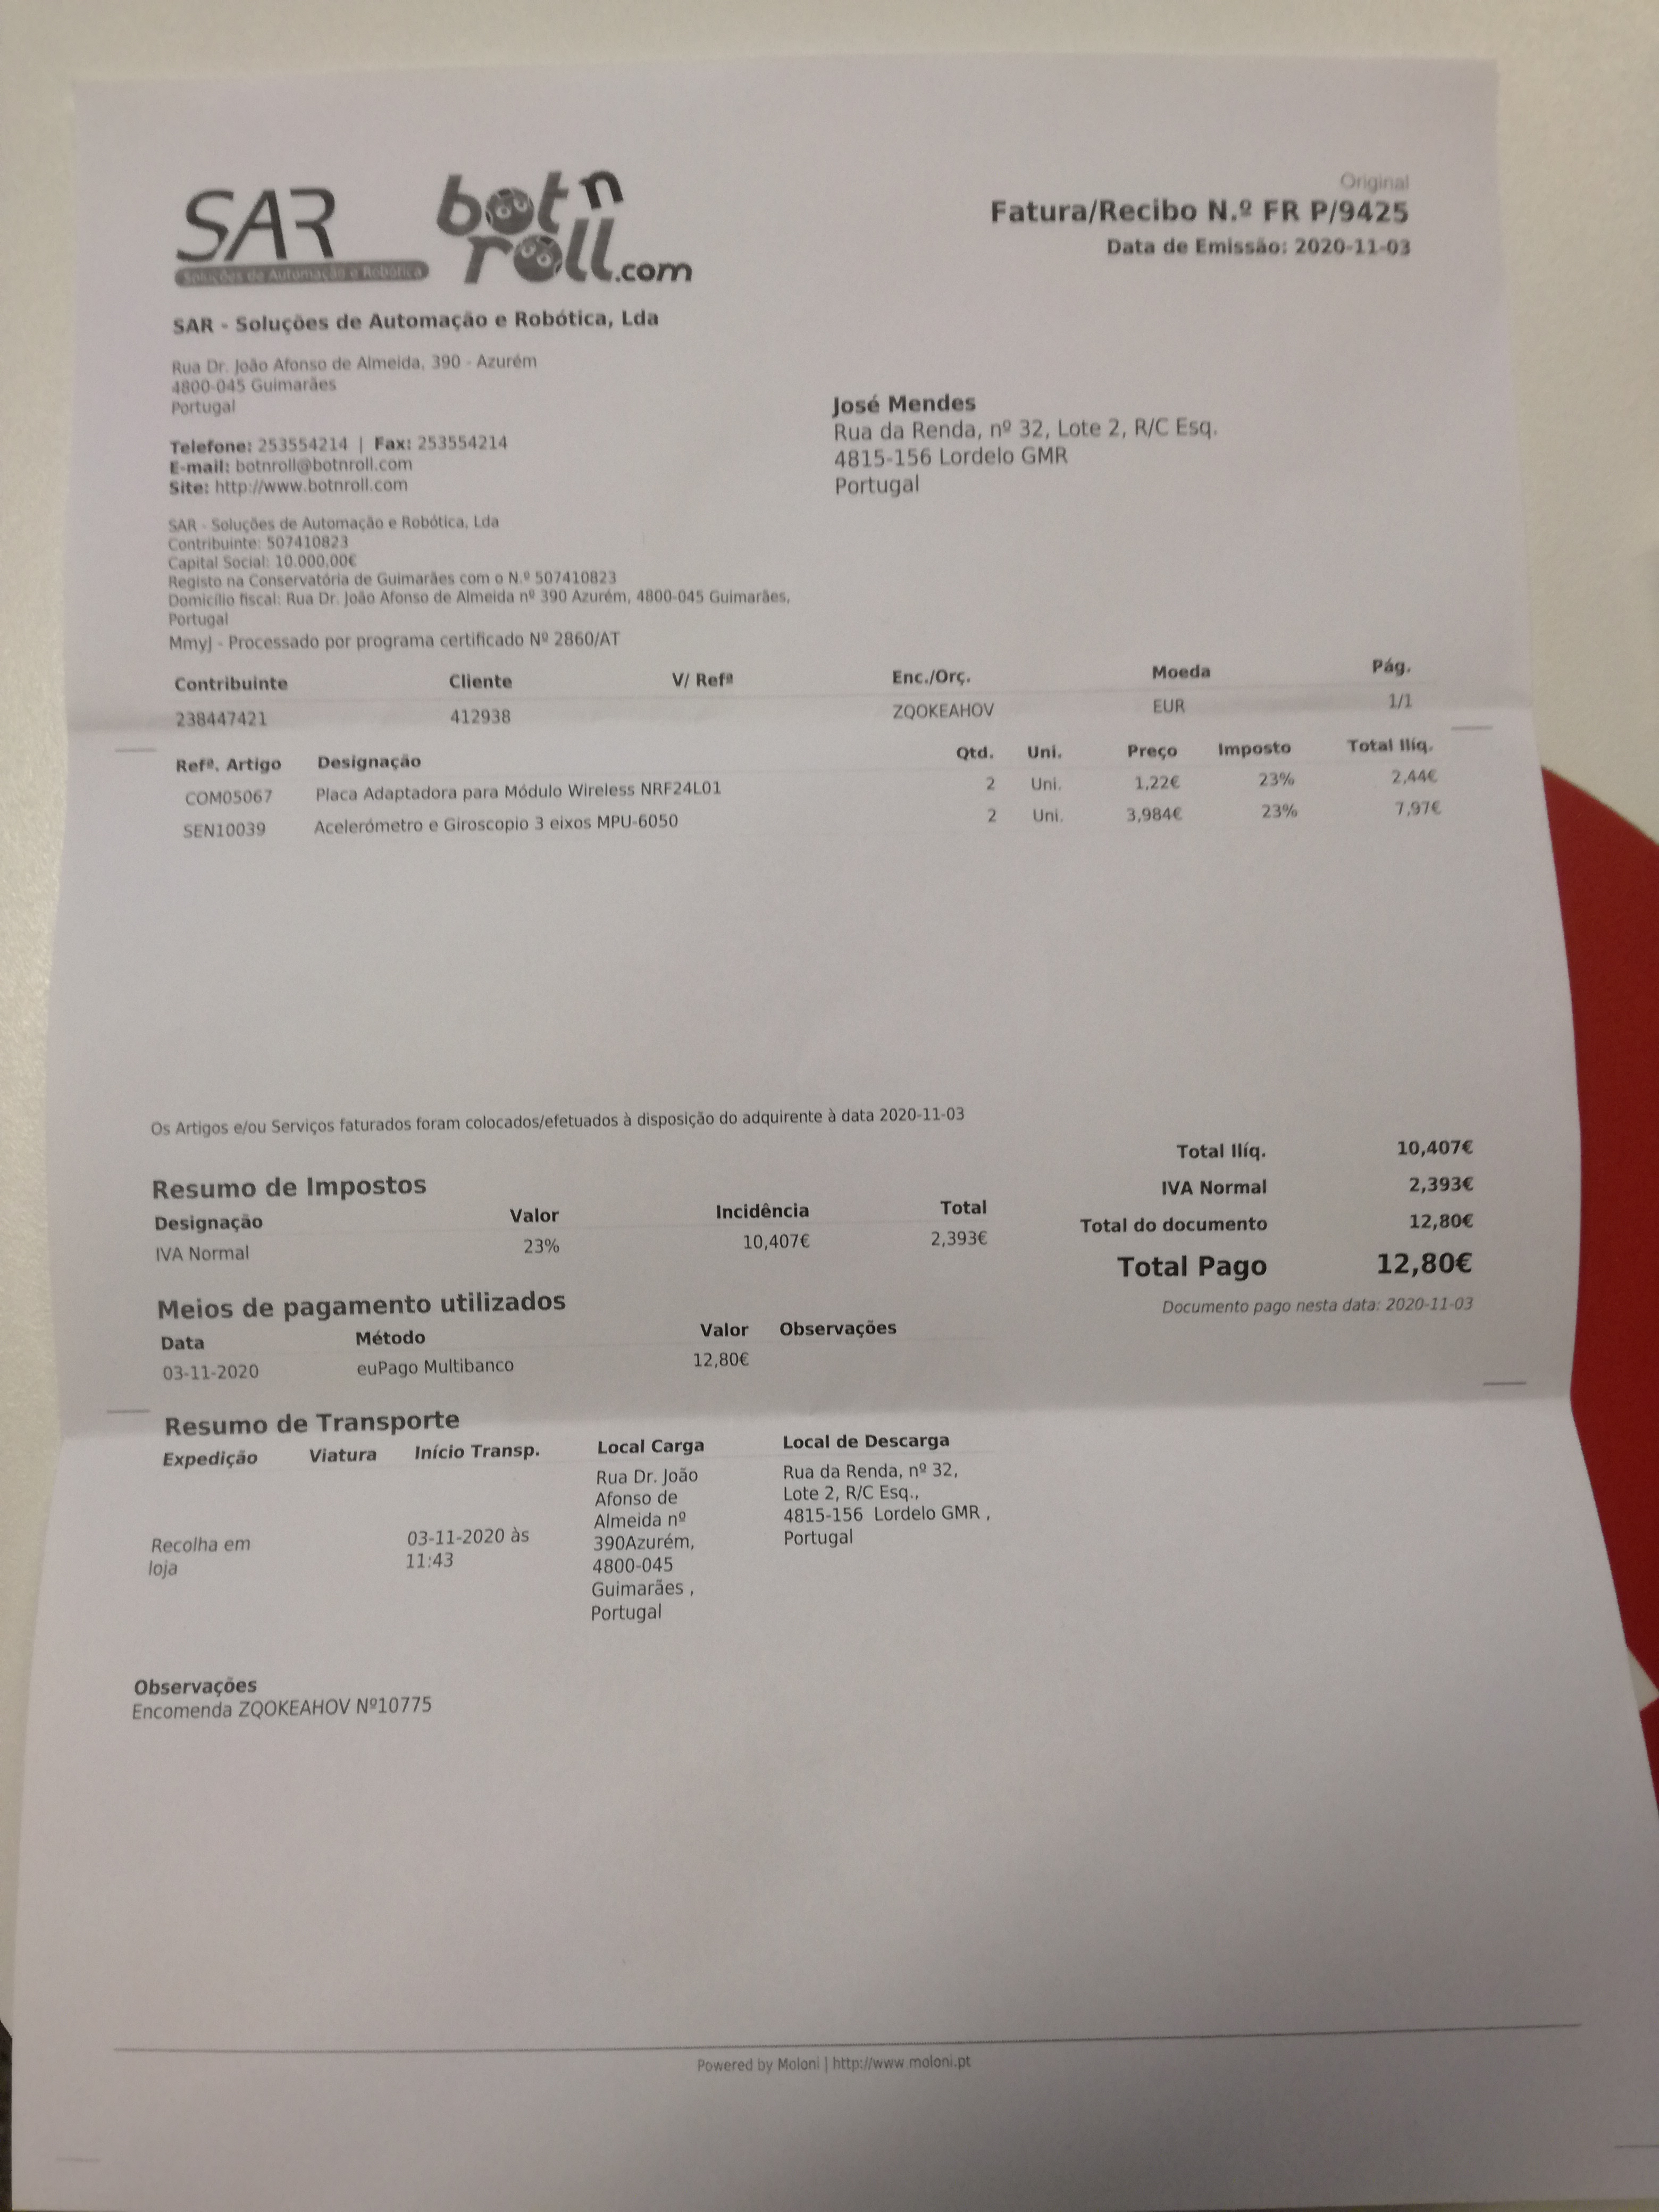 SAR
Soluções de Automação e Robótica
bot n roll.com
Original
Fatura/Recibo N.º FR P/9425
Data de Emissão: 2020-11-03
SAR - Soluções de Automação e Robótica, Lda
Rua Dr. João Afonso de Almeida, 390 - Azurém
4800-045 Guimarães
Portugal
Telefone: 253554214 | Fax: 253554214
E-mail: botnroll@botnroll.com
Site: http://www.botnroll.com
José Mendes
Rua da Renda, nº 32, Lote 2, R/C Esq.
4815-156 Lordelo GMR
Portugal
SAR - Soluções de Automação e Robótica, Lda
Contribuinte: 507410823
Capital Social: 10.000,00€
Registo na Conservatória de Guimarães com o N.º 507410823
Domicílio fiscal: Rua Dr. João Afonso de Almeida nº 390 Azurém, 4800-045 Guimarães,
Portugal
MmyJ - Processado por programa certificado Nº 2860/AT
Contribuinte Cliente V/ Refª Enc./Orç. Moeda Pág.
238447421 412938 ZQOKEAHOV EUR 1/1
Refª. Artigo Designação Qtd. Uni. Preço Imposto Total Ilíq.
COM05067 Placa Adaptadora para Módulo Wireless NRF24L01 2 Uni. 1,22€ 23% 2,44€
SEN10039 Acelerómetro e Giroscopio 3 eixos MPU-6050 2 Uni. 3,984€ 23% 7,97€
Os Artigos e/ou Serviços faturados foram colocados/efetuados à disposição do adquirente à data 2020-11-03
Total Ilíq. 10,407€
IVA Normal 2,393€
Total do documento 12,80€
Total Pago 12,80€
Documento pago nesta data: 2020-11-03
Resumo de Impostos
Designação Valor Incidência Total
IVA Normal 23% 10,407€ 2,393€
Meios de pagamento utilizados
Data Método Valor Observações
03-11-2020 euPago Multibanco 12,80€
Resumo de Transporte
Expedição Viatura Início Transp. Local Carga Local de Descarga
Recolha em
loja
03-11-2020 às
11:43
Rua Dr. João
Afonso de
Almeida nº
390Azurém,
4800-045
Guimarães ,
Portugal
Rua da Renda, nº 32,
Lote 2, R/C Esq.,
4815-156 Lordelo GMR ,
Portugal
Observações
Encomenda ZQOKEAHOV Nº10775
Powered by Moloni | http://www.moloni.pt